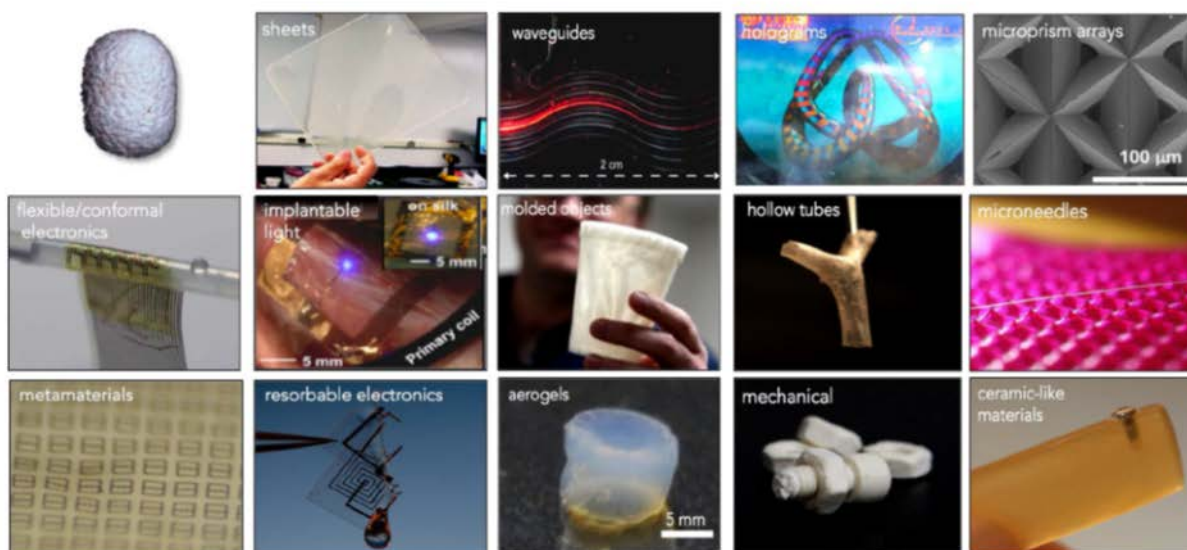 sheets
waveguides
2 cm
holograms
microprism arrays
100 µm
flexible/conformal
electronics
implantable
light
on silk
5 mm
5 mm
Primary coil
molded objects
hollow tubes
microneedles
metamaterials
resorbable electronics
aerogels
5 mm
mechanical
ceramic-like
materials